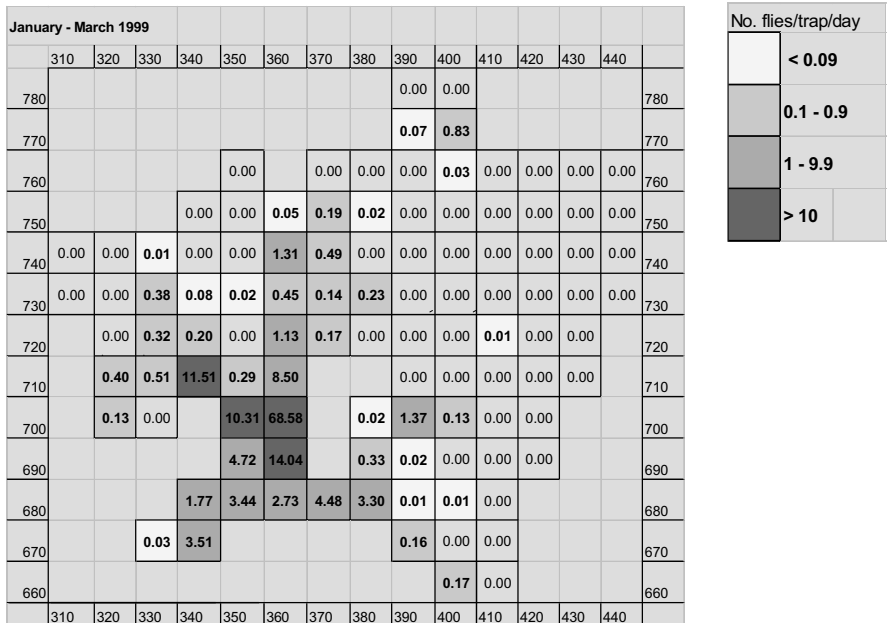 January - March 1999
310 320 330 340 350 360 370 380 390 400 410 420 430 440
780 0.00 0.00 780
770 0.07 0.83 770
760 0.00 0.00 0.00 0.00 0.03 0.00 0.00 0.00 0.00 760
750 0.00 0.00 0.05 0.19 0.02 0.00 0.00 0.00 0.00 0.00 0.00 750
740 0.00 0.00 0.01 0.00 0.00 1.31 0.49 0.00 0.00 0.00 0.00 0.00 0.00 0.00 740
730 0.00 0.00 0.38 0.08 0.02 0.45 0.14 0.23 0.00 0.00 0.00 0.00 0.00 0.00 730
720 0.00 0.32 0.20 0.00 1.13 0.17 0.00 0.00 0.00 0.01 0.00 0.00 720
710 0.40 0.51 11.51 0.29 8.50 0.00 0.00 0.00 0.00 0.00 710
700 0.13 0.00 10.31 68.58 0.02 1.37 0.13 0.00 0.00 700
690 4.72 14.04 0.33 0.02 0.00 0.00 0.00 690
680 1.77 3.44 2.73 4.48 3.30 0.01 0.01 0.00 680
670 0.03 3.51 0.16 0.00 0.00 670
660 0.17 0.00 660
310 320 330 340 350 360 370 380 390 400 410 420 430 440
No. flies/trap/day
< 0.09
0.1 - 0.9
1 - 9.9
> 10